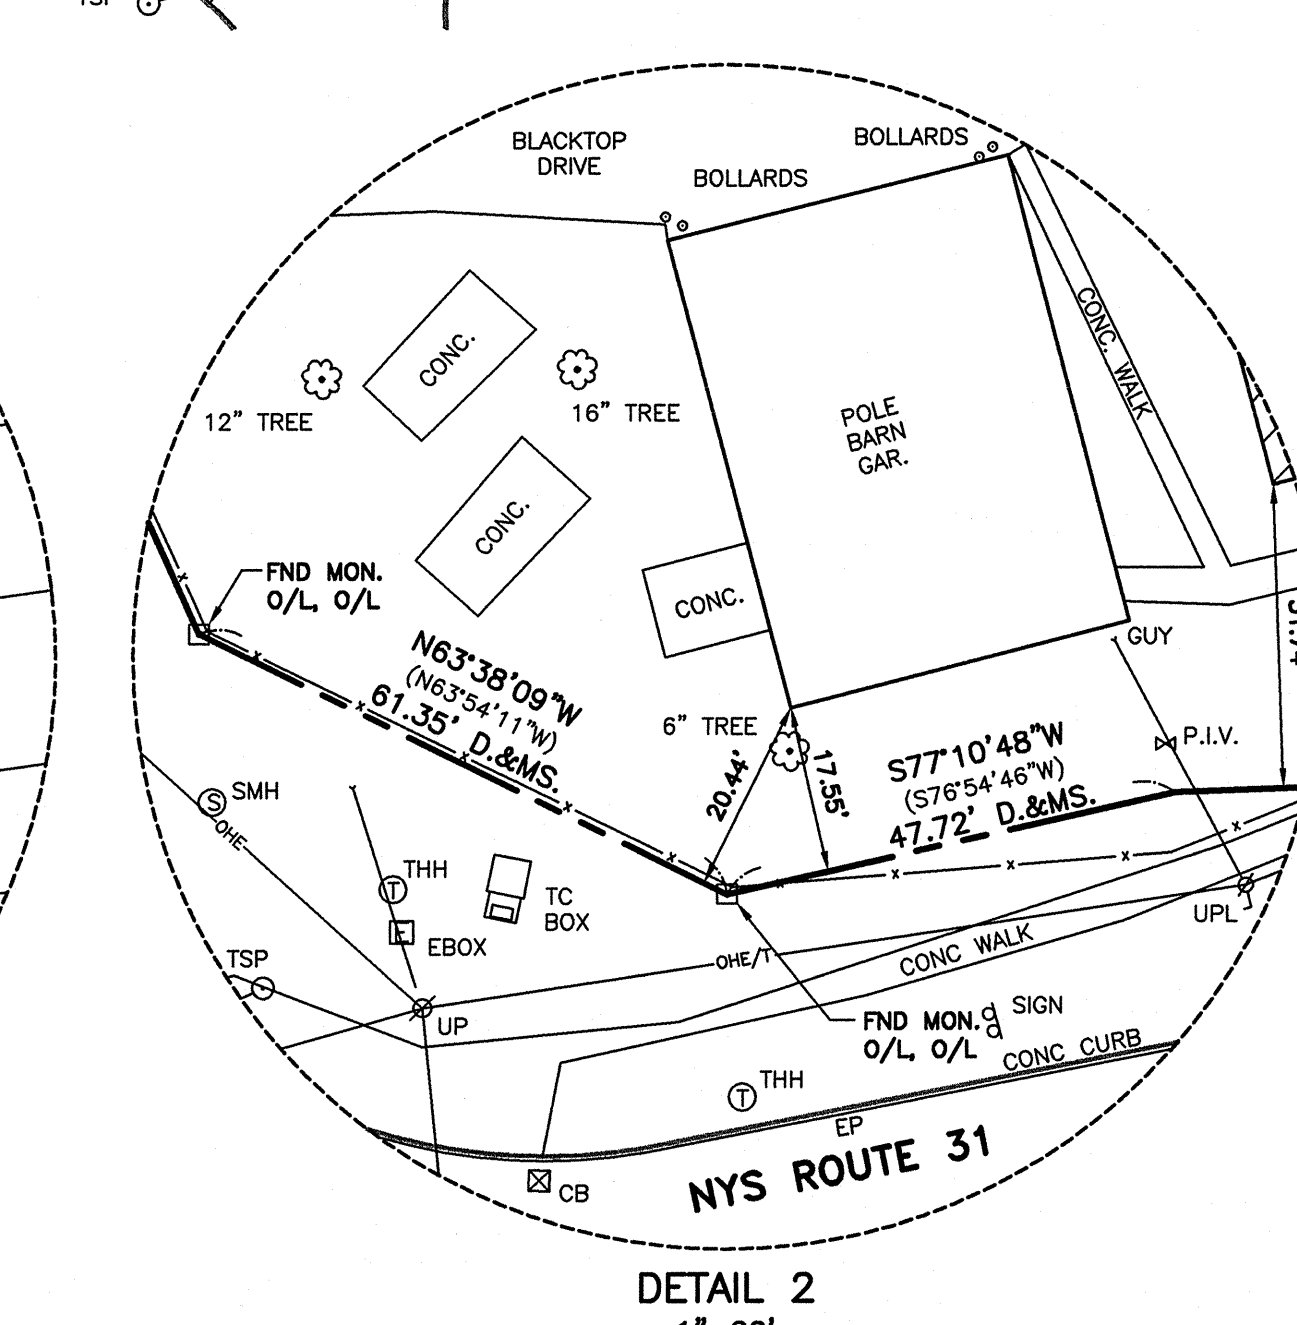 BLACKTOP
DRIVE
BOLLARDS
BOLLARDS
CONC.
12" TREE
16" TREE
CONC. WALK
POLE
BARN
GAR.
CONC.
FND MON.
O/L, O/L
CONC.
GUY
N63°38'09"W
(N63°54'11"W)
61.35' D.&MS.
6" TREE
20.44'
17.55'
S77°10'48"W
(S76°54'46"W)
47.72' D.&MS.
P.I.V.
S SMH
OHE
T THH
TC
BOX
E EBOX
UPL
TSP
OHE/T
CONC WALK
UP
FND MON.
O/L, O/L
SIGN
CONC CURB
T THH
EP
NYS ROUTE 31
CB
DETAIL 2